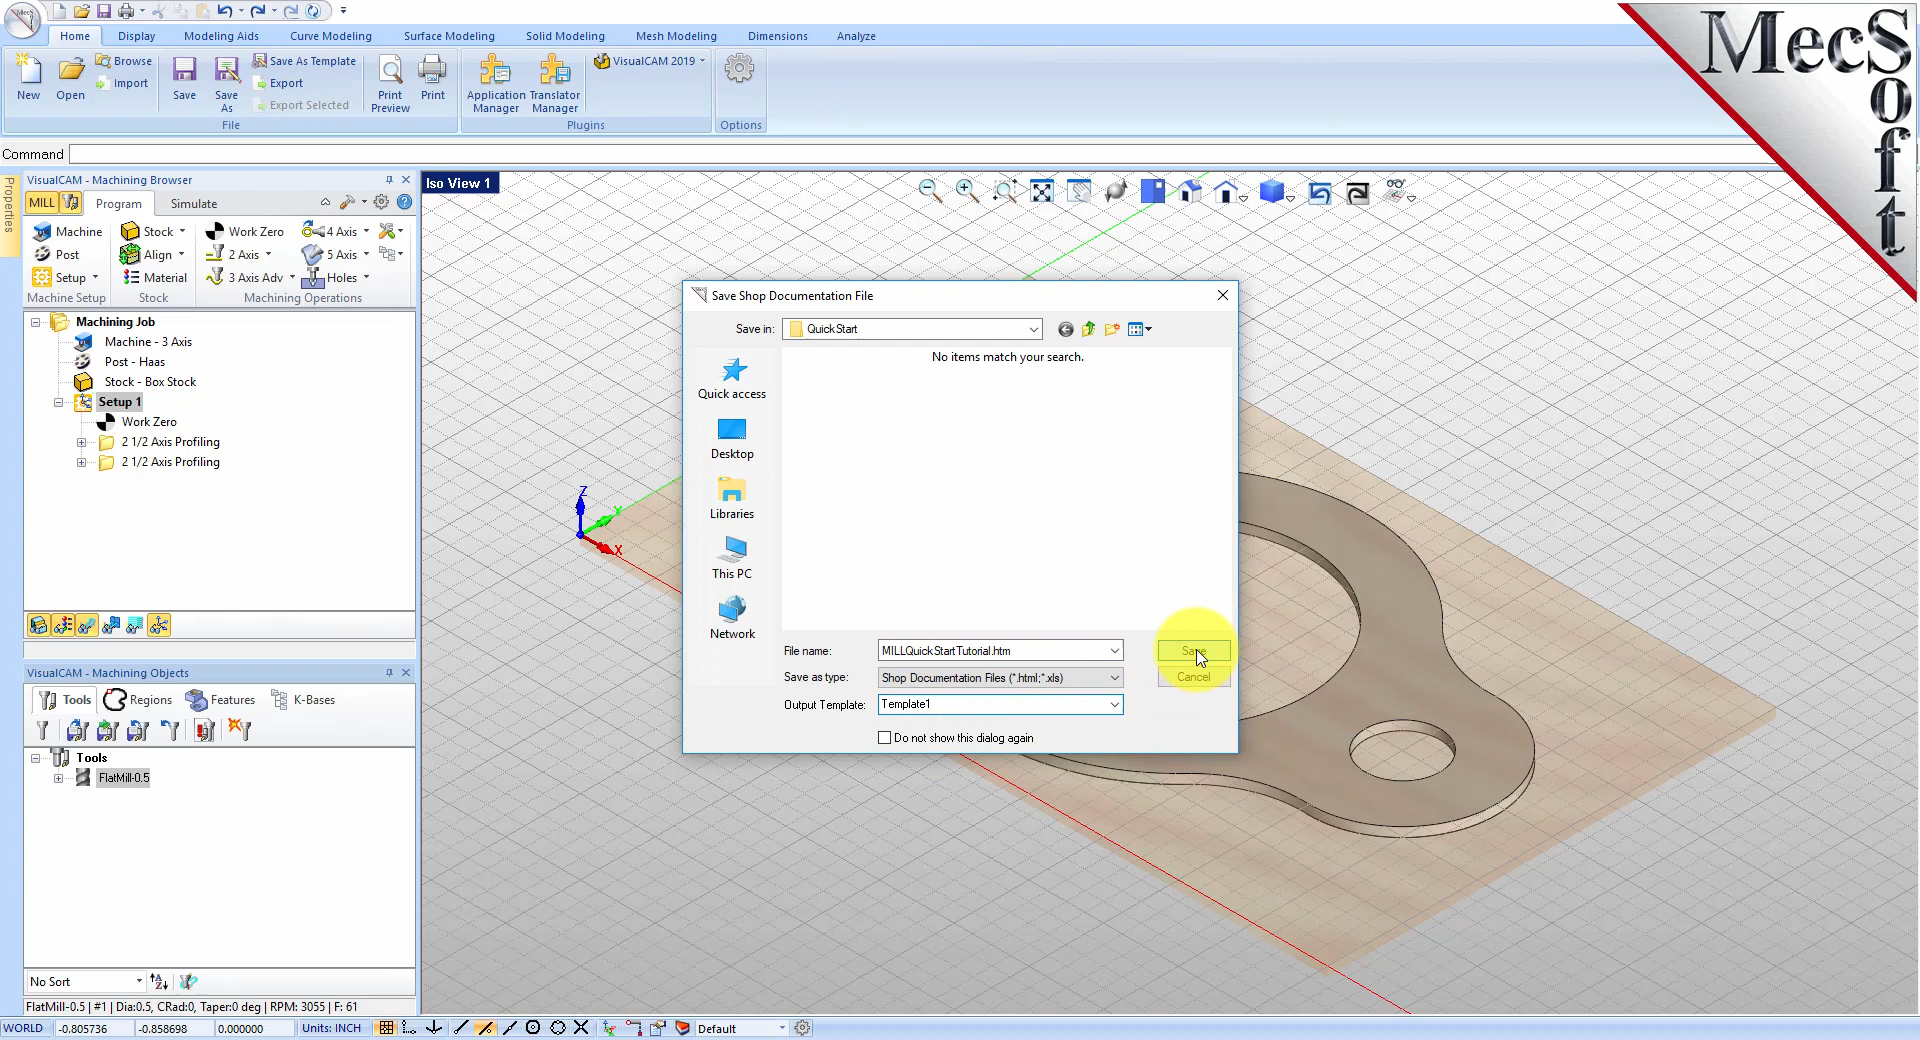 Home Display Modeling Aids Curve Modeling Surface Modeling Solid Modeling Mesh Modeling Dimensions Analyze
New Open Browse Import Save Save As Save As Template Export Export Selected Print Preview Print Application Manager Translator Manager VisualCAM 2019
File Plugins Options
MecSoft
Command
Properties
VisualCAM - Machining Browser
MILL Program Simulate
Machine Stock Work Zero 4 Axis
Post Align 2 Axis 5 Axis
Setup Material 3 Axis Adv Holes
Machine Setup Stock Machining Operations
Machining Job
Machine - 3 Axis
Post - Haas
Stock - Box Stock
Setup 1
Work Zero
2 1/2 Axis Profiling
2 1/2 Axis Profiling
VisualCAM - Machining Objects
Tools Regions Features K-Bases
Tools
FlatMill-0.5
No Sort
FlatMill-0.5 | #1 | Dia:0.5, CRad:0, Taper:0 deg | RPM: 3055 | F: 61
WORLD -0.805736 -0.858698 0.000000 Units: INCH Default
Iso View 1
Z
Y
X
Save Shop Documentation File
Save in: QuickStart
No items match your search.
Quick access
Desktop
Libraries
This PC
Network
File name: MILLQuickStartTutorial.htm Save
Save as type: Shop Documentation Files (*.html;*.xls) Cancel
Output Template: Template1
Do not show this dialog again